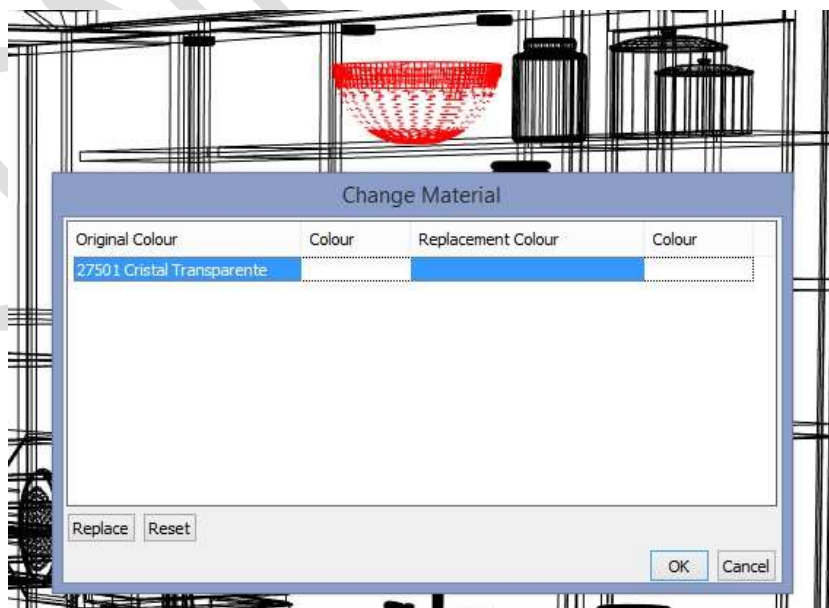 Change Material
Original Colour Colour Replacement Colour Colour
27501 Cristal Transparente
Replace Reset
OK Cancel